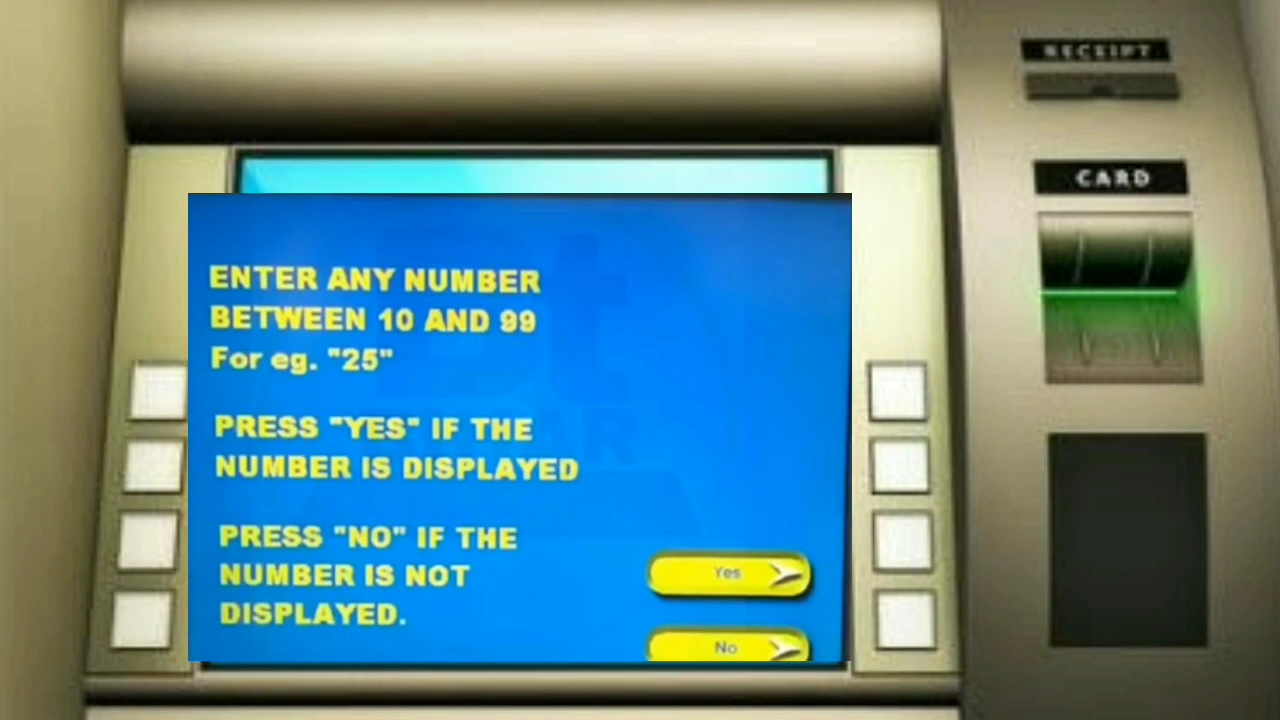 RECEIPT
CARD
ENTER ANY NUMBER
BETWEEN 10 AND 99
For eg. "25"
PRESS "YES" IF THE
NUMBER IS DISPLAYED
PRESS "NO" IF THE
NUMBER IS NOT
DISPLAYED.
Yes
No